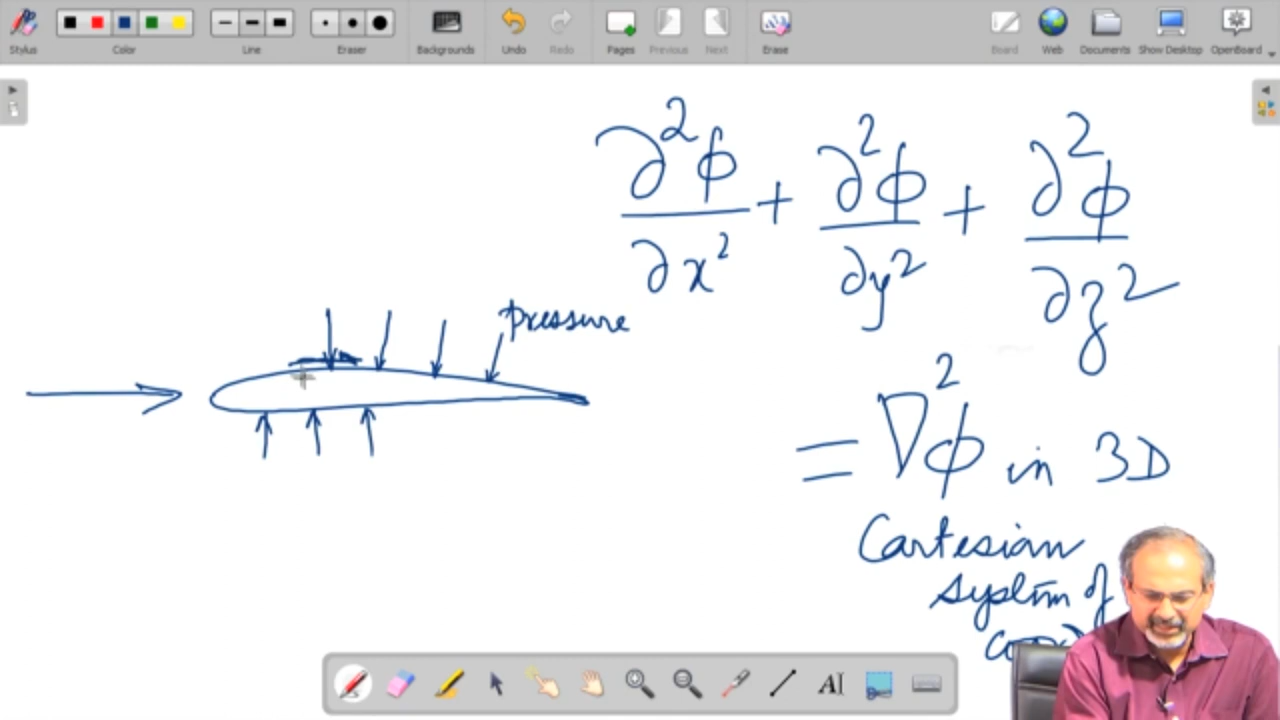 Stylus Color Line Eraser Backgrounds Undo Redo Pages Previous Next Erase Board Web Documents Show Desktop OpenBoard
∂²ϕ/∂x² + ∂²ϕ/∂y² + ∂²ϕ/∂z²
pressure
= ∇²ϕ in 3D
Cartesian
system of
AI